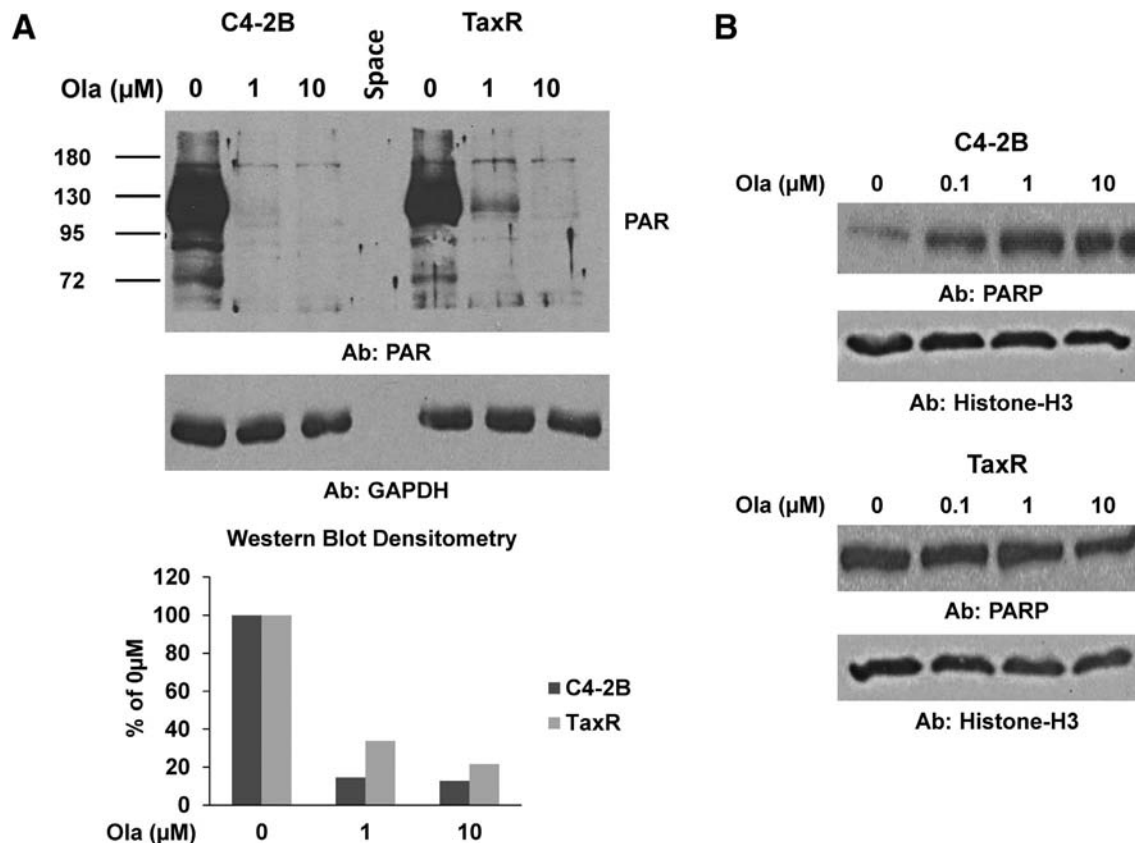 A
C4-2B Space TaxR
Ola (µM) 0 1 10 0 1 10
180
130
95
72
PAR
Ab: PAR
Ab: GAPDH
Western Blot Densitometry
120
100
80
60
40
20
0
% of 0µM
C4-2B
TaxR
Ola (µM) 0 1 10
B
C4-2B
Ola (µM) 0 0.1 1 10
Ab: PARP
Ab: Histone-H3
TaxR
Ola (µM) 0 0.1 1 10
Ab: PARP
Ab: Histone-H3